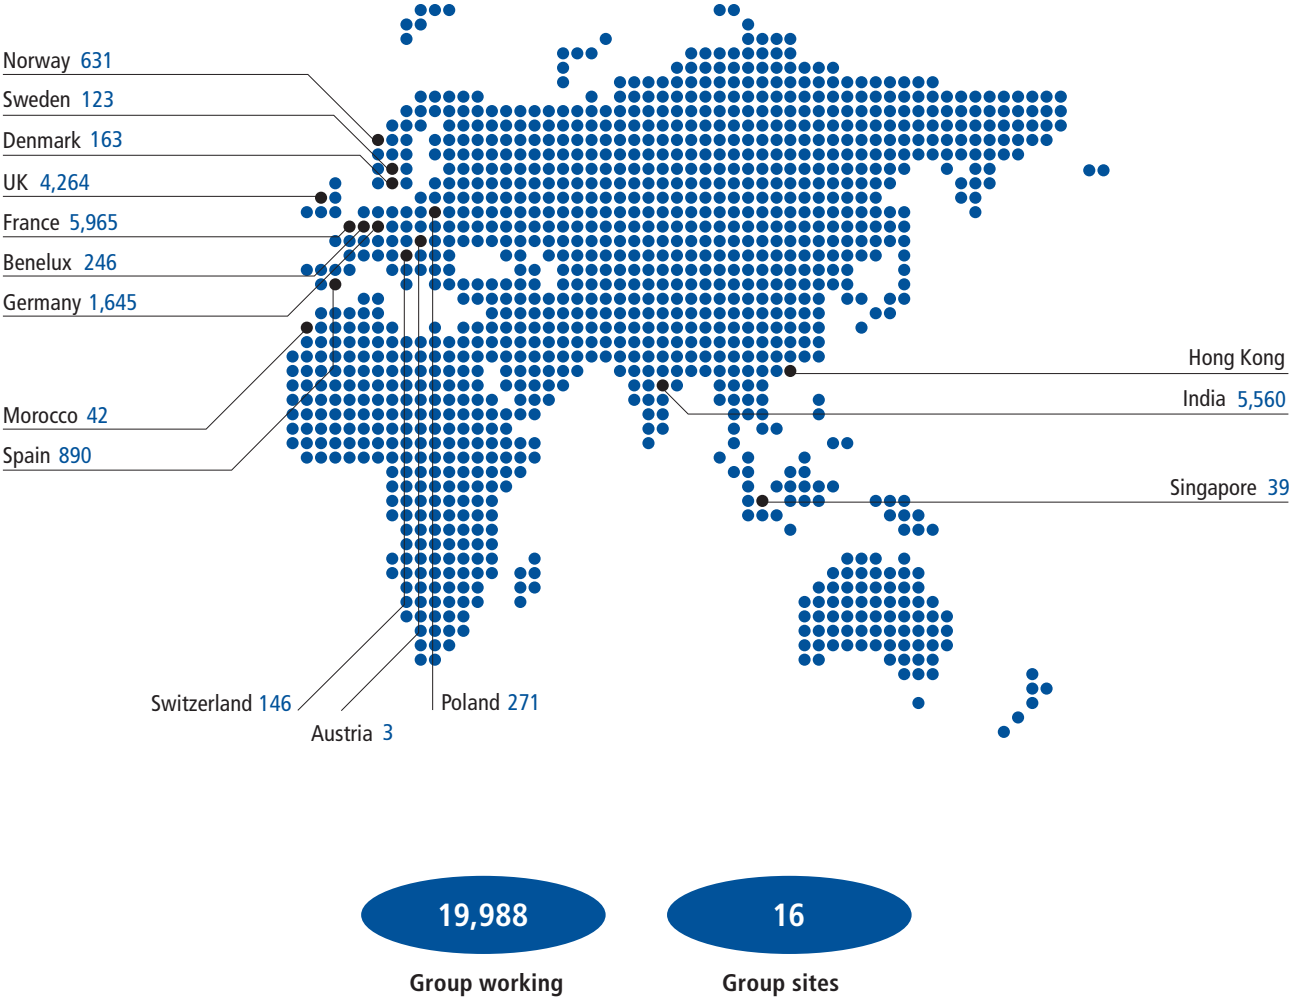 Norway 631
Sweden 123
Denmark 163
UK 4,264
France 5,965
Benelux 246
Germany 1,645
Hong Kong
India 5,560
Morocco 42
Spain 890
Singapore 39
Switzerland 146
Poland 271
Austria 3
19,988
16
Group working
Group sites